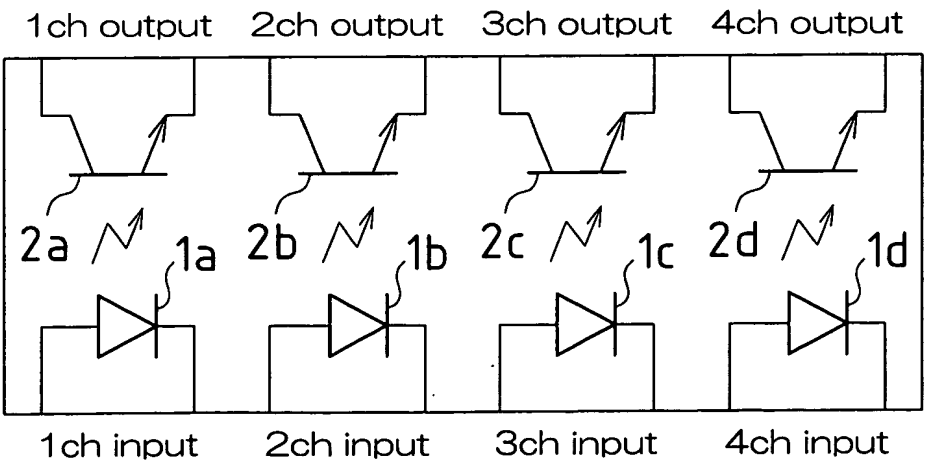 1ch output 2ch output 3ch output 4ch output
2a 1a 2b 1b 2c 1c 2d 1d
1ch input 2ch input 3ch input 4ch input